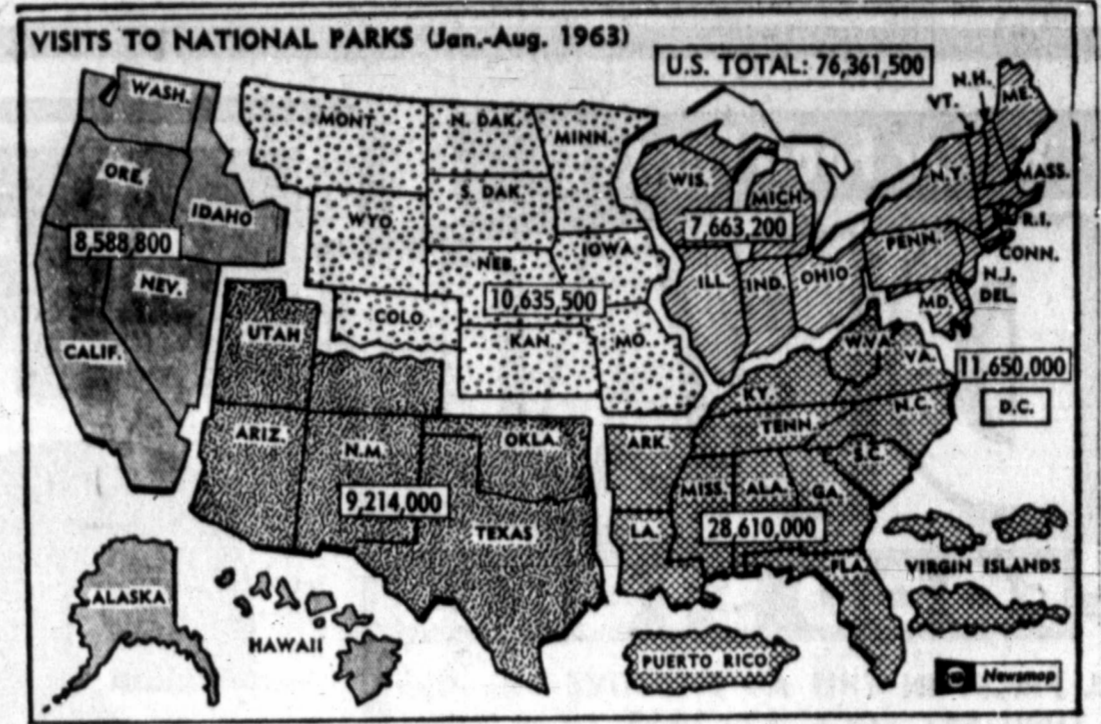 VISITS TO NATIONAL PARKS (Jan.-Aug. 1963)
U.S. TOTAL: 76,361,500
WASH.
MONT.
N. DAK.
MINN.
VT.
N.H.
ME.
ORE.
IDAHO
WYO.
S. DAK.
WIS.
MICH.
N.Y.
MASS.
R.I.
CONN.
8,588,800
7,663,200
NEV.
NEB.
IOWA
ILL.
IND.
OHIO
PENN.
N.J.
DEL.
MD.
10,635,500
CALIF.
UTAH
COLO.
KAN.
MO.
W.VA.
VA.
11,650,000
D.C.
KY.
N.C.
TENN.
ARIZ.
N.M.
OKLA.
ARK.
S.C.
9,214,000
TEXAS
MISS.
ALA.
GA.
LA.
28,610,000
FLA.
VIRGIN ISLANDS
ALASKA
HAWAII
PUERTO RICO
Newsmap